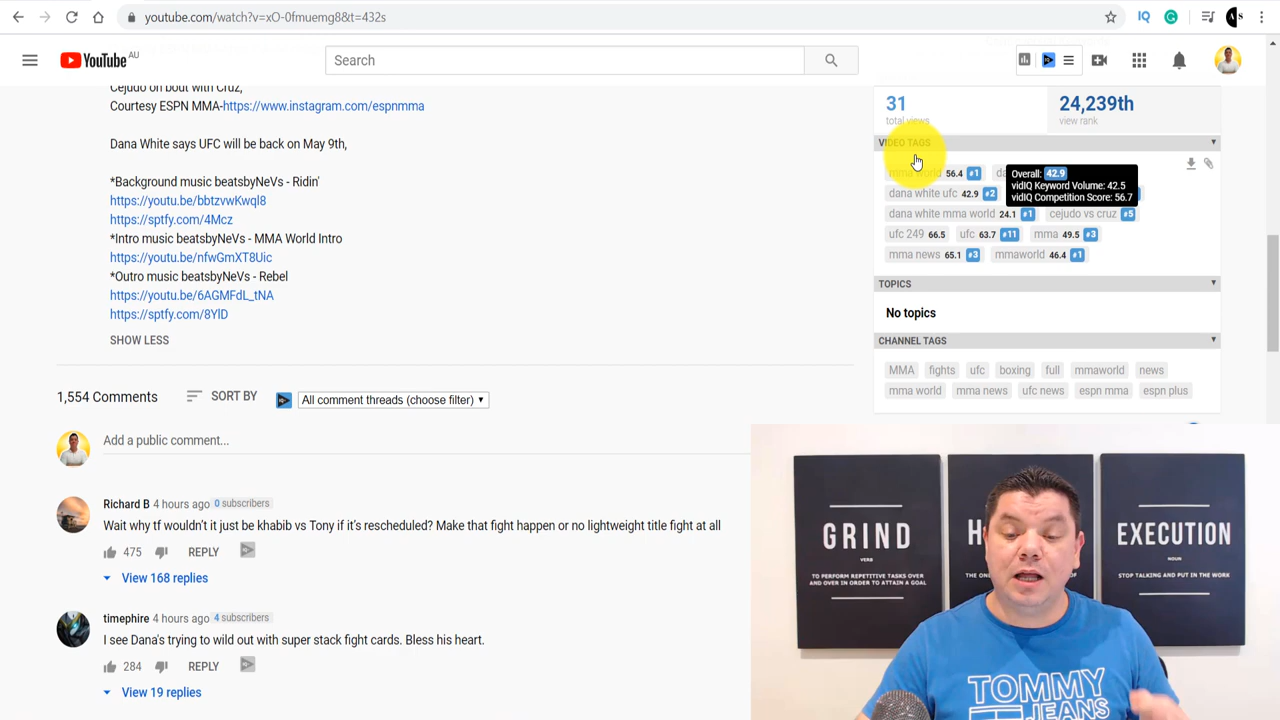 youtube.com/watch?v=xO-0fmuemg8&t=432s
IQ
YouTube AU
Search
Cejudo on bout with Cruz,
Courtesy ESPN MMA-https://www.instagram.com/espnmma
Dana White says UFC will be back on May 9th,
*Background music beatsbyNeVs - Ridin'
https://youtu.be/bbtzvwKwqI8
https://sptfy.com/4Mcz
*Intro music beatsbyNeVs - MMA World Intro
https://youtu.be/nfwGmXT8Uic
*Outro music beatsbyNeVs - Rebel
https://youtu.be/6AGMFdL_tNA
https://sptfy.com/8YlD
SHOW LESS
1,554 Comments
SORT BY
All comment threads (choose filter)
Add a public comment...
Richard B 4 hours ago 0 subscribers
Wait why tf wouldn't it just be khabib vs Tony if it's rescheduled? Make that fight happen or no lightweight title fight at all
475 REPLY
View 168 replies
timephire 4 hours ago 4 subscribers
I see Dana's trying to wild out with super stack fight cards. Bless his heart.
284 REPLY
View 19 replies
31 24,239th
total views view rank
VIDEO TAGS
mma world 56.4 #1
Overall: 42.9
vidIQ Keyword Volume: 42.5
vidIQ Competition Score: 56.7
dana white ufc 42.9 #2
dana white mma world 24.1 #1 cejudo vs cruz #5
ufc 249 66.5 ufc 63.7 #11 mma 49.5 #3
mma news 65.1 #3 mmaworld 46.4 #1
TOPICS
No topics
CHANNEL TAGS
MMA fights ufc boxing full mmaworld news
mma world mma news ufc news espn mma espn plus
GRIND
VERB
TO PERFORM REPETITIVE TASKS OVER
AND OVER IN ORDER TO ATTAIN A GOAL
EXECUTION
NOUN
STOP TALKING AND PUT IN THE WORK
TOMMY
JEANS